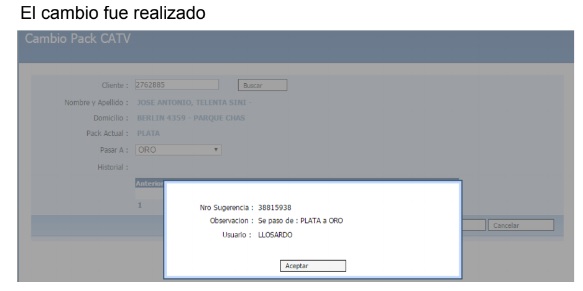 El cambio fue realizado
Cambio Pack CATV
Cliente : 2762885 Buscar
Nombre y Apellido : JOSE ANTONIO, TELENTA SINI -
Domicilio : BERLIN 4359 - PARQUE CHAS
Pack Actual : PLATA
Pasar A : ORO
Historial :
1
Nro Sugerencia : 38815938
Observacion : Se paso de : PLATA a ORO
Usuario : LLOSARDO
Cancelar
Aceptar